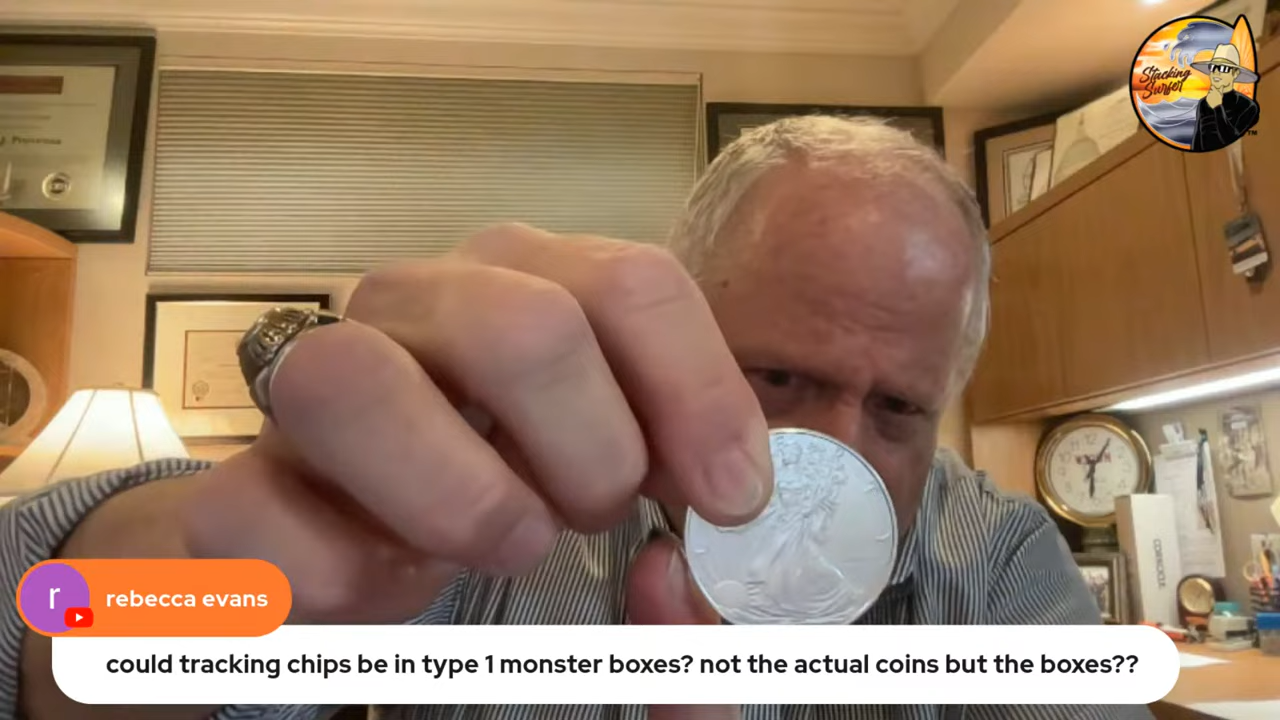 Stacking
Surfer
TM
rebecca evans
could tracking chips be in type 1 monster boxes? not the actual coins but the boxes??